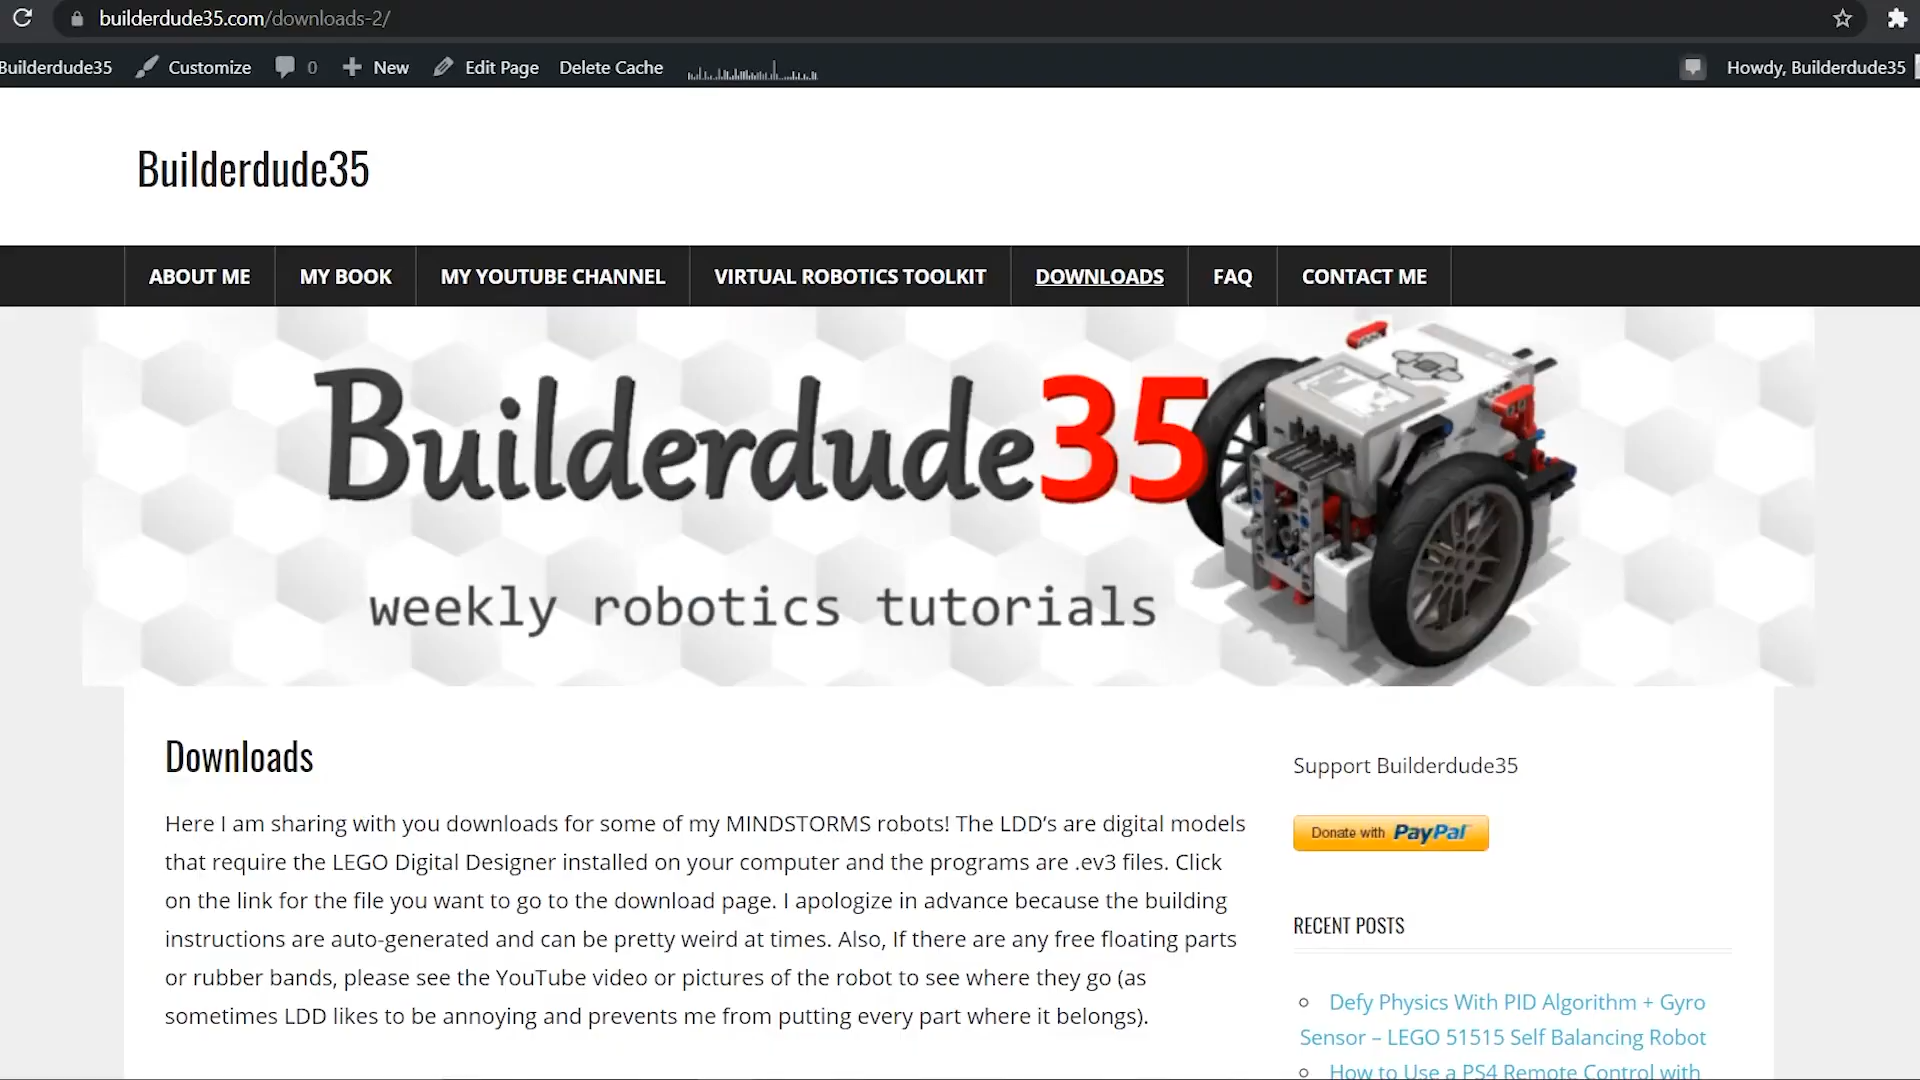 builderdude35.com/downloads-2/
Builderdude35 Customize 0 New Edit Page Delete Cache Howdy, Builderdude35
Builderdude35
ABOUT ME MY BOOK MY YOUTUBE CHANNEL VIRTUAL ROBOTICS TOOLKIT DOWNLOADS FAQ CONTACT ME
Builderdude35
weekly robotics tutorials
Downloads
Here I am sharing with you downloads for some of my MINDSTORMS robots! The LDD’s are digital models
that require the LEGO Digital Designer installed on your computer and the programs are .ev3 files. Click
on the link for the file you want to go to the download page. I apologize in advance because the building
instructions are auto-generated and can be pretty weird at times. Also, If there are any free floating parts
or rubber bands, please see the YouTube video or pictures of the robot to see where they go (as
sometimes LDD likes to be annoying and prevents me from putting every part where it belongs).
Support Builderdude35
Donate with PayPal
RECENT POSTS
Defy Physics With PID Algorithm + Gyro
Sensor – LEGO 51515 Self Balancing Robot
How to Use a PS4 Remote Control with